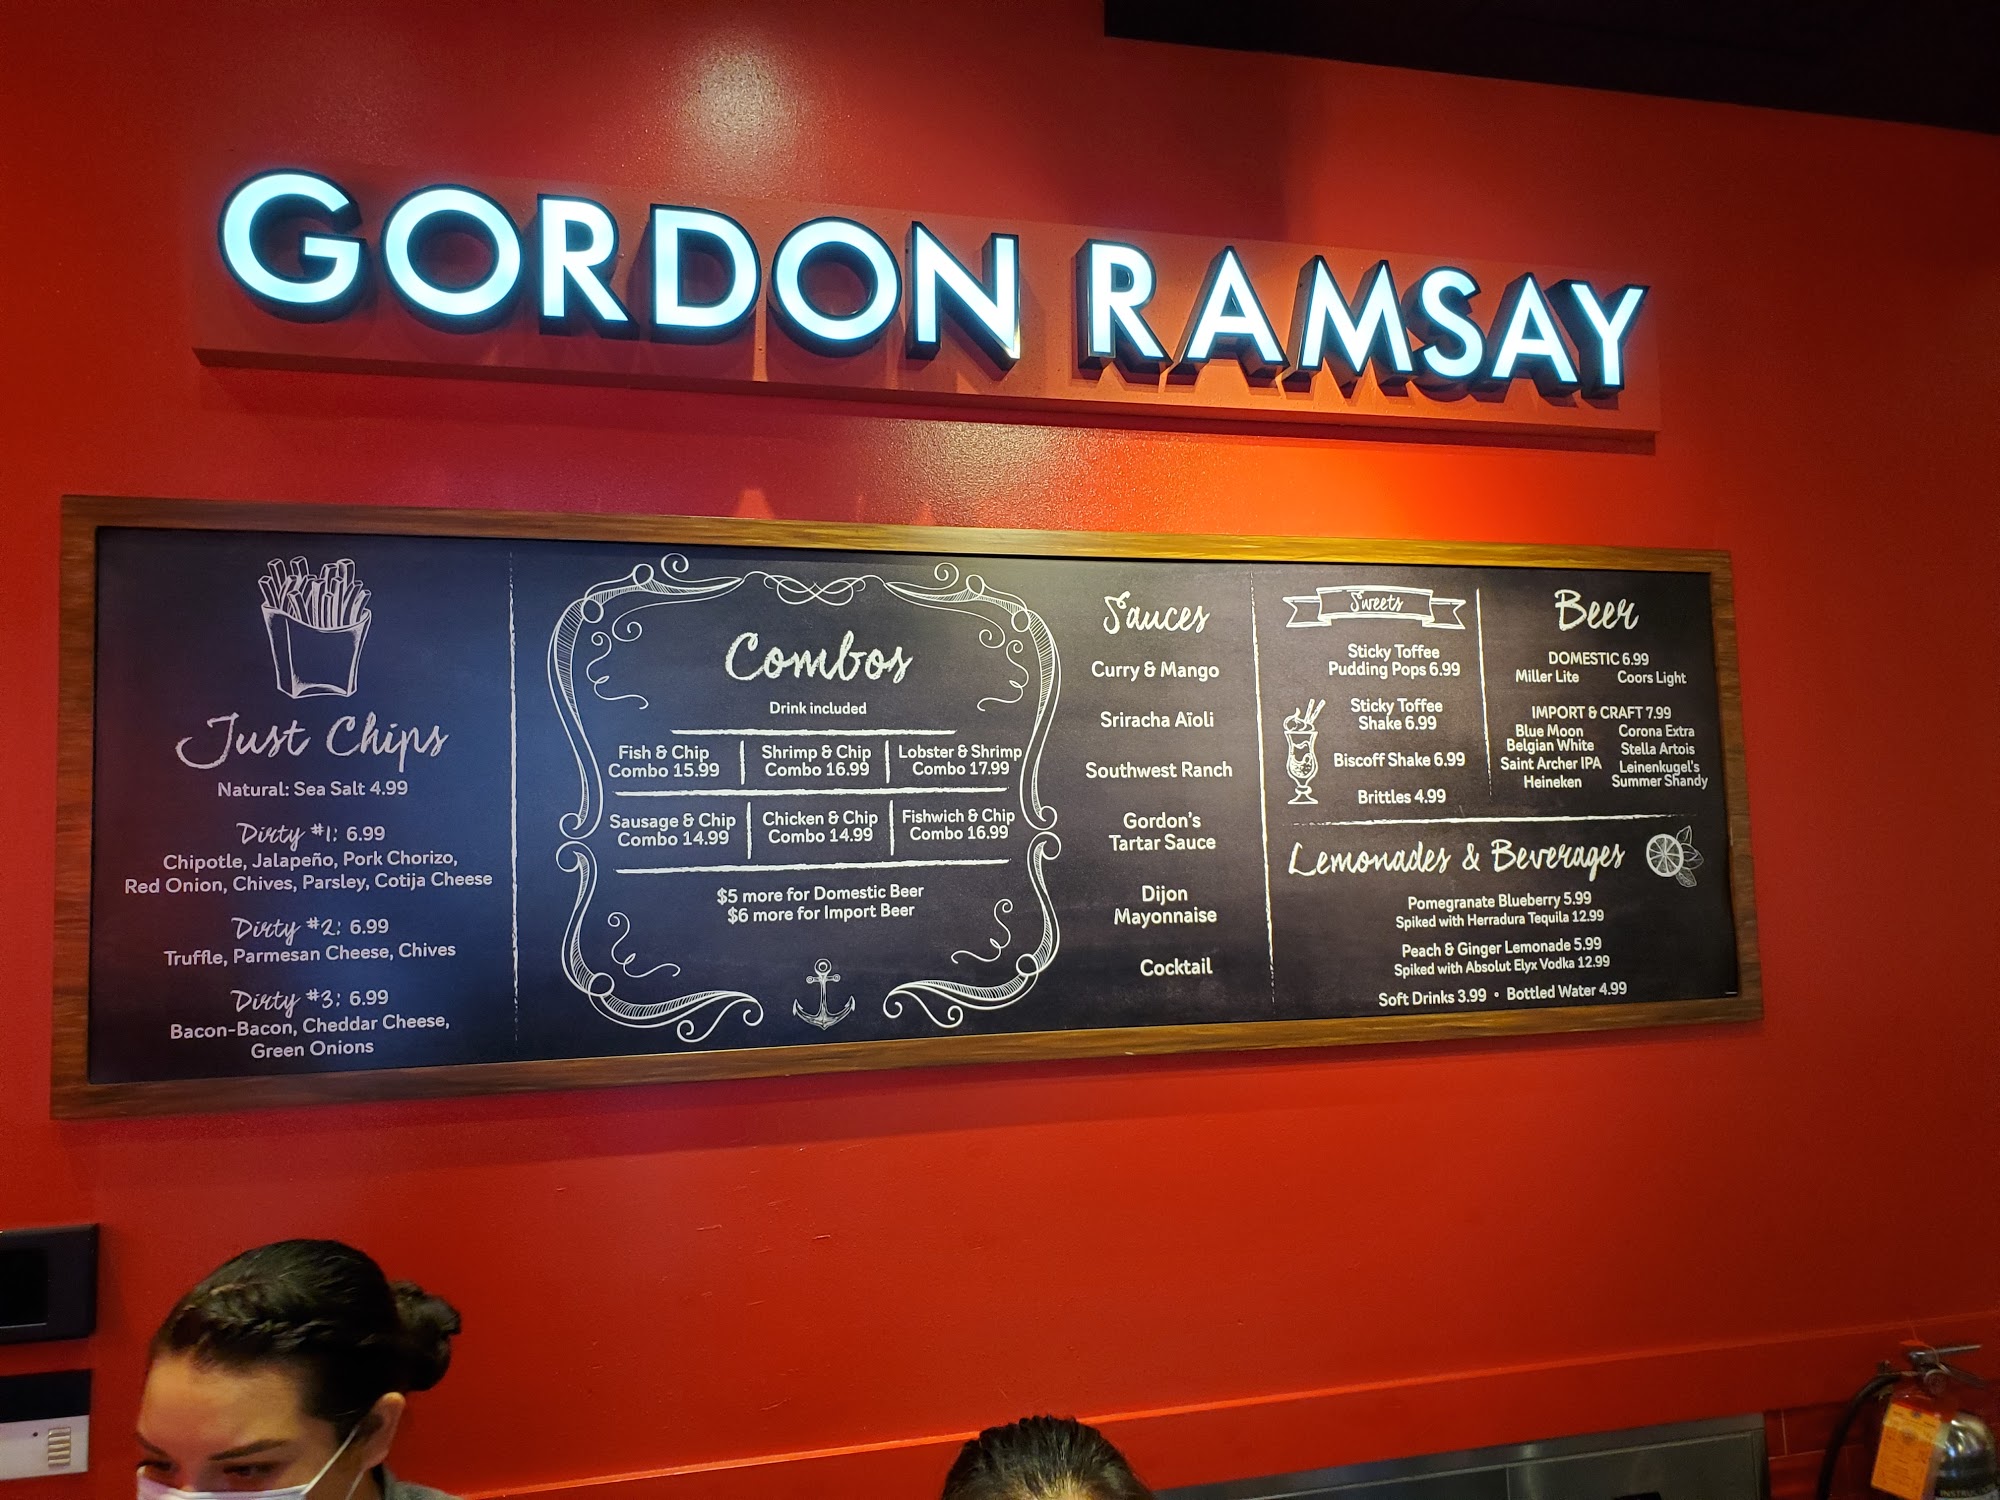 GORDON RAMSAY
Just Chips
Natural: Sea Salt 4.99
Dirty #1: 6.99
Chipotle, Jalapeño, Pork Chorizo,
Red Onion, Chives, Parsley, Cotija Cheese
Dirty #2: 6.99
Truffle, Parmesan Cheese, Chives
Dirty #3: 6.99
Bacon-Bacon, Cheddar Cheese,
Green Onions
Combos
Drink included
Fish & Chip
Combo 15.99
Shrimp & Chip
Combo 16.99
Lobster & Shrimp
Combo 17.99
Sausage & Chip
Combo 14.99
Chicken & Chip
Combo 14.99
Fishwich & Chip
Combo 16.99
$5 more for Domestic Beer
$6 more for Import Beer
Sauces
Curry & Mango
Sriracha Aïoli
Southwest Ranch
Gordon's
Tartar Sauce
Dijon
Mayonnaise
Cocktail
Sweets
Sticky Toffee
Pudding Pops 6.99
Sticky Toffee
Shake 6.99
Biscoff Shake 6.99
Brittles 4.99
Beer
DOMESTIC 6.99
Miller Lite Coors Light
IMPORT & CRAFT 7.99
Blue Moon
Belgian White
Saint Archer IPA
Heineken
Corona Extra
Stella Artois
Leinenkugel's
Summer Shandy
Lemonades & Beverages
Pomegranate Blueberry 5.99
Spiked with Herradura Tequila 12.99
Peach & Ginger Lemonade 5.99
Spiked with Absolut Elyx Vodka 12.99
Soft Drinks 3.99 • Bottled Water 4.99